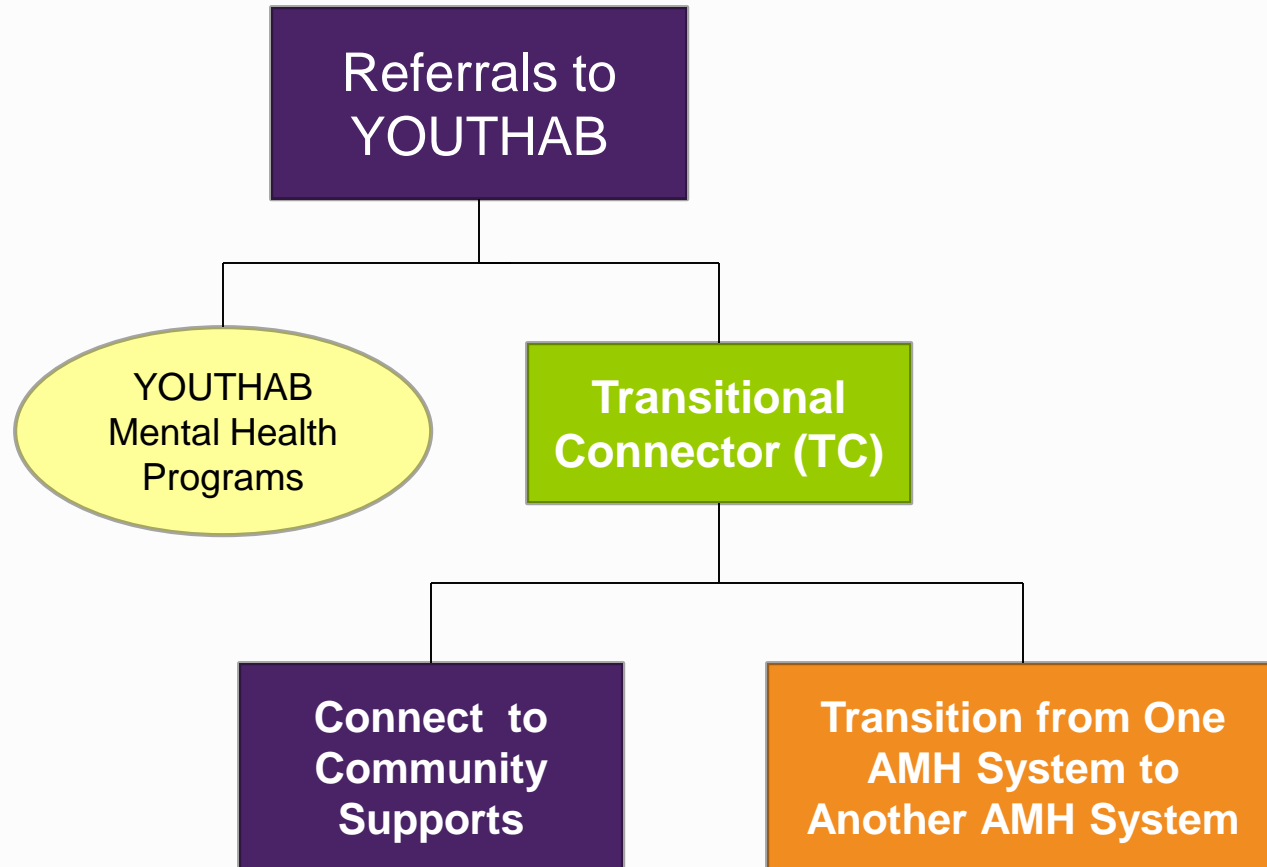 Referrals to
YOUTHAB
YOUTHAB
Mental Health
Programs
Transitional
Connector (TC)
Connect to
Community
Supports
Transition from One
AMH System to
Another AMH System